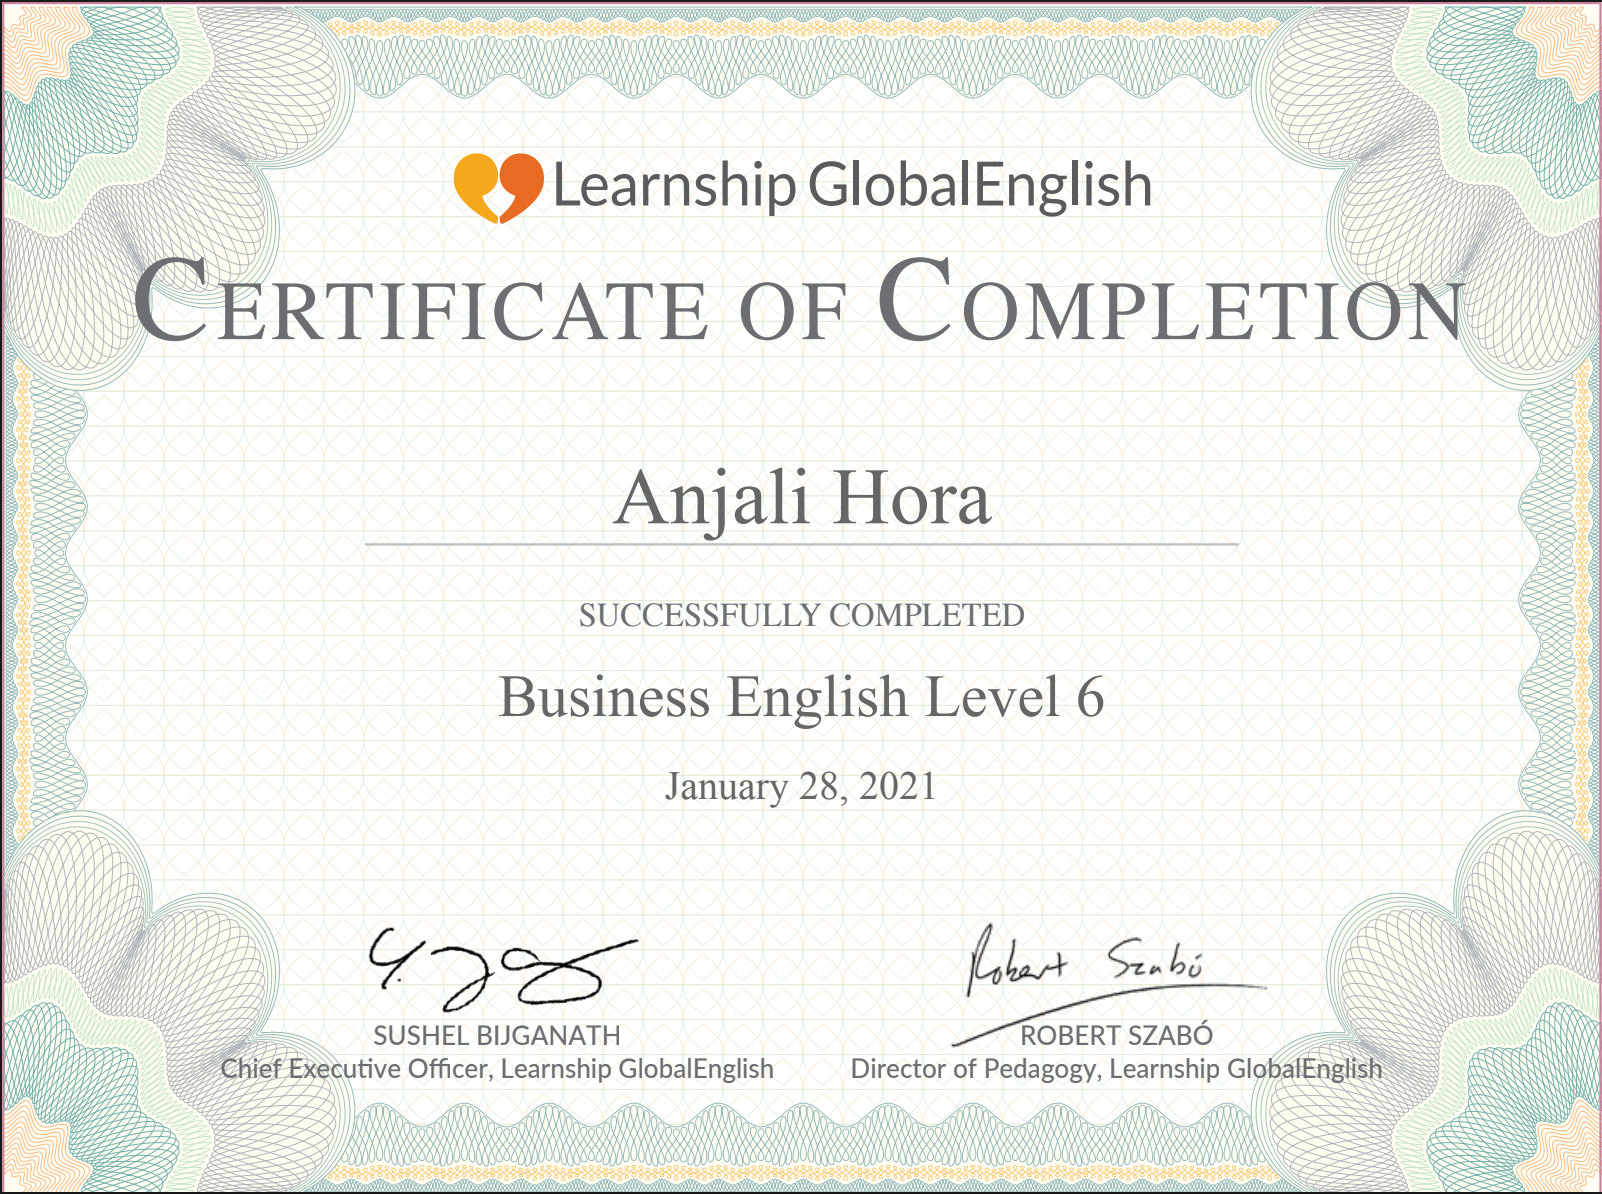 Learnship GlobalEnglish
CERTIFICATE OF COMPLETION
Anjali Hora
SUCCESSFULLY COMPLETED
Business English Level 6
January 28, 2021
Robert Szabó
SUSHEL BIJGANATH
ROBERT SZABÓ
Chief Executive Officer, Learnship GlobalEnglish
Director of Pedagogy, Learnship GlobalEnglish